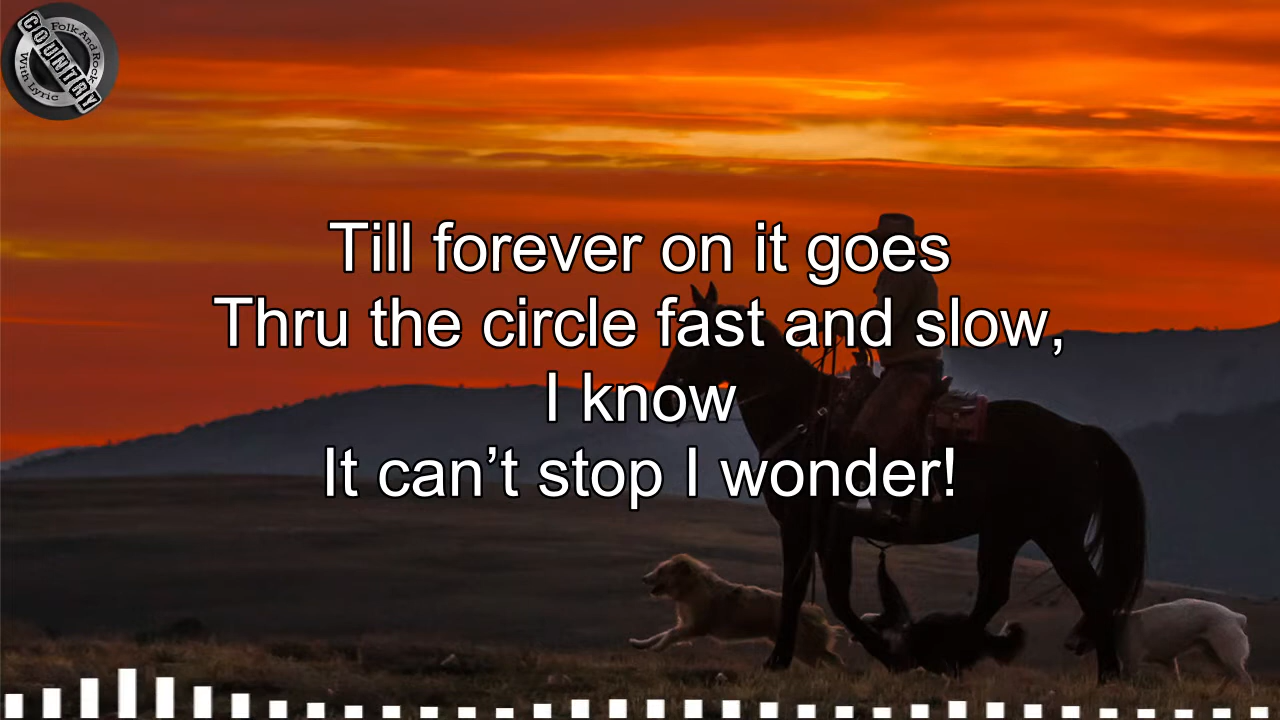 Folk And Rock
COUNTRY
With Lyric
Till forever on it goes
Thru the circle fast and slow,
I know
It can’t stop I wonder!